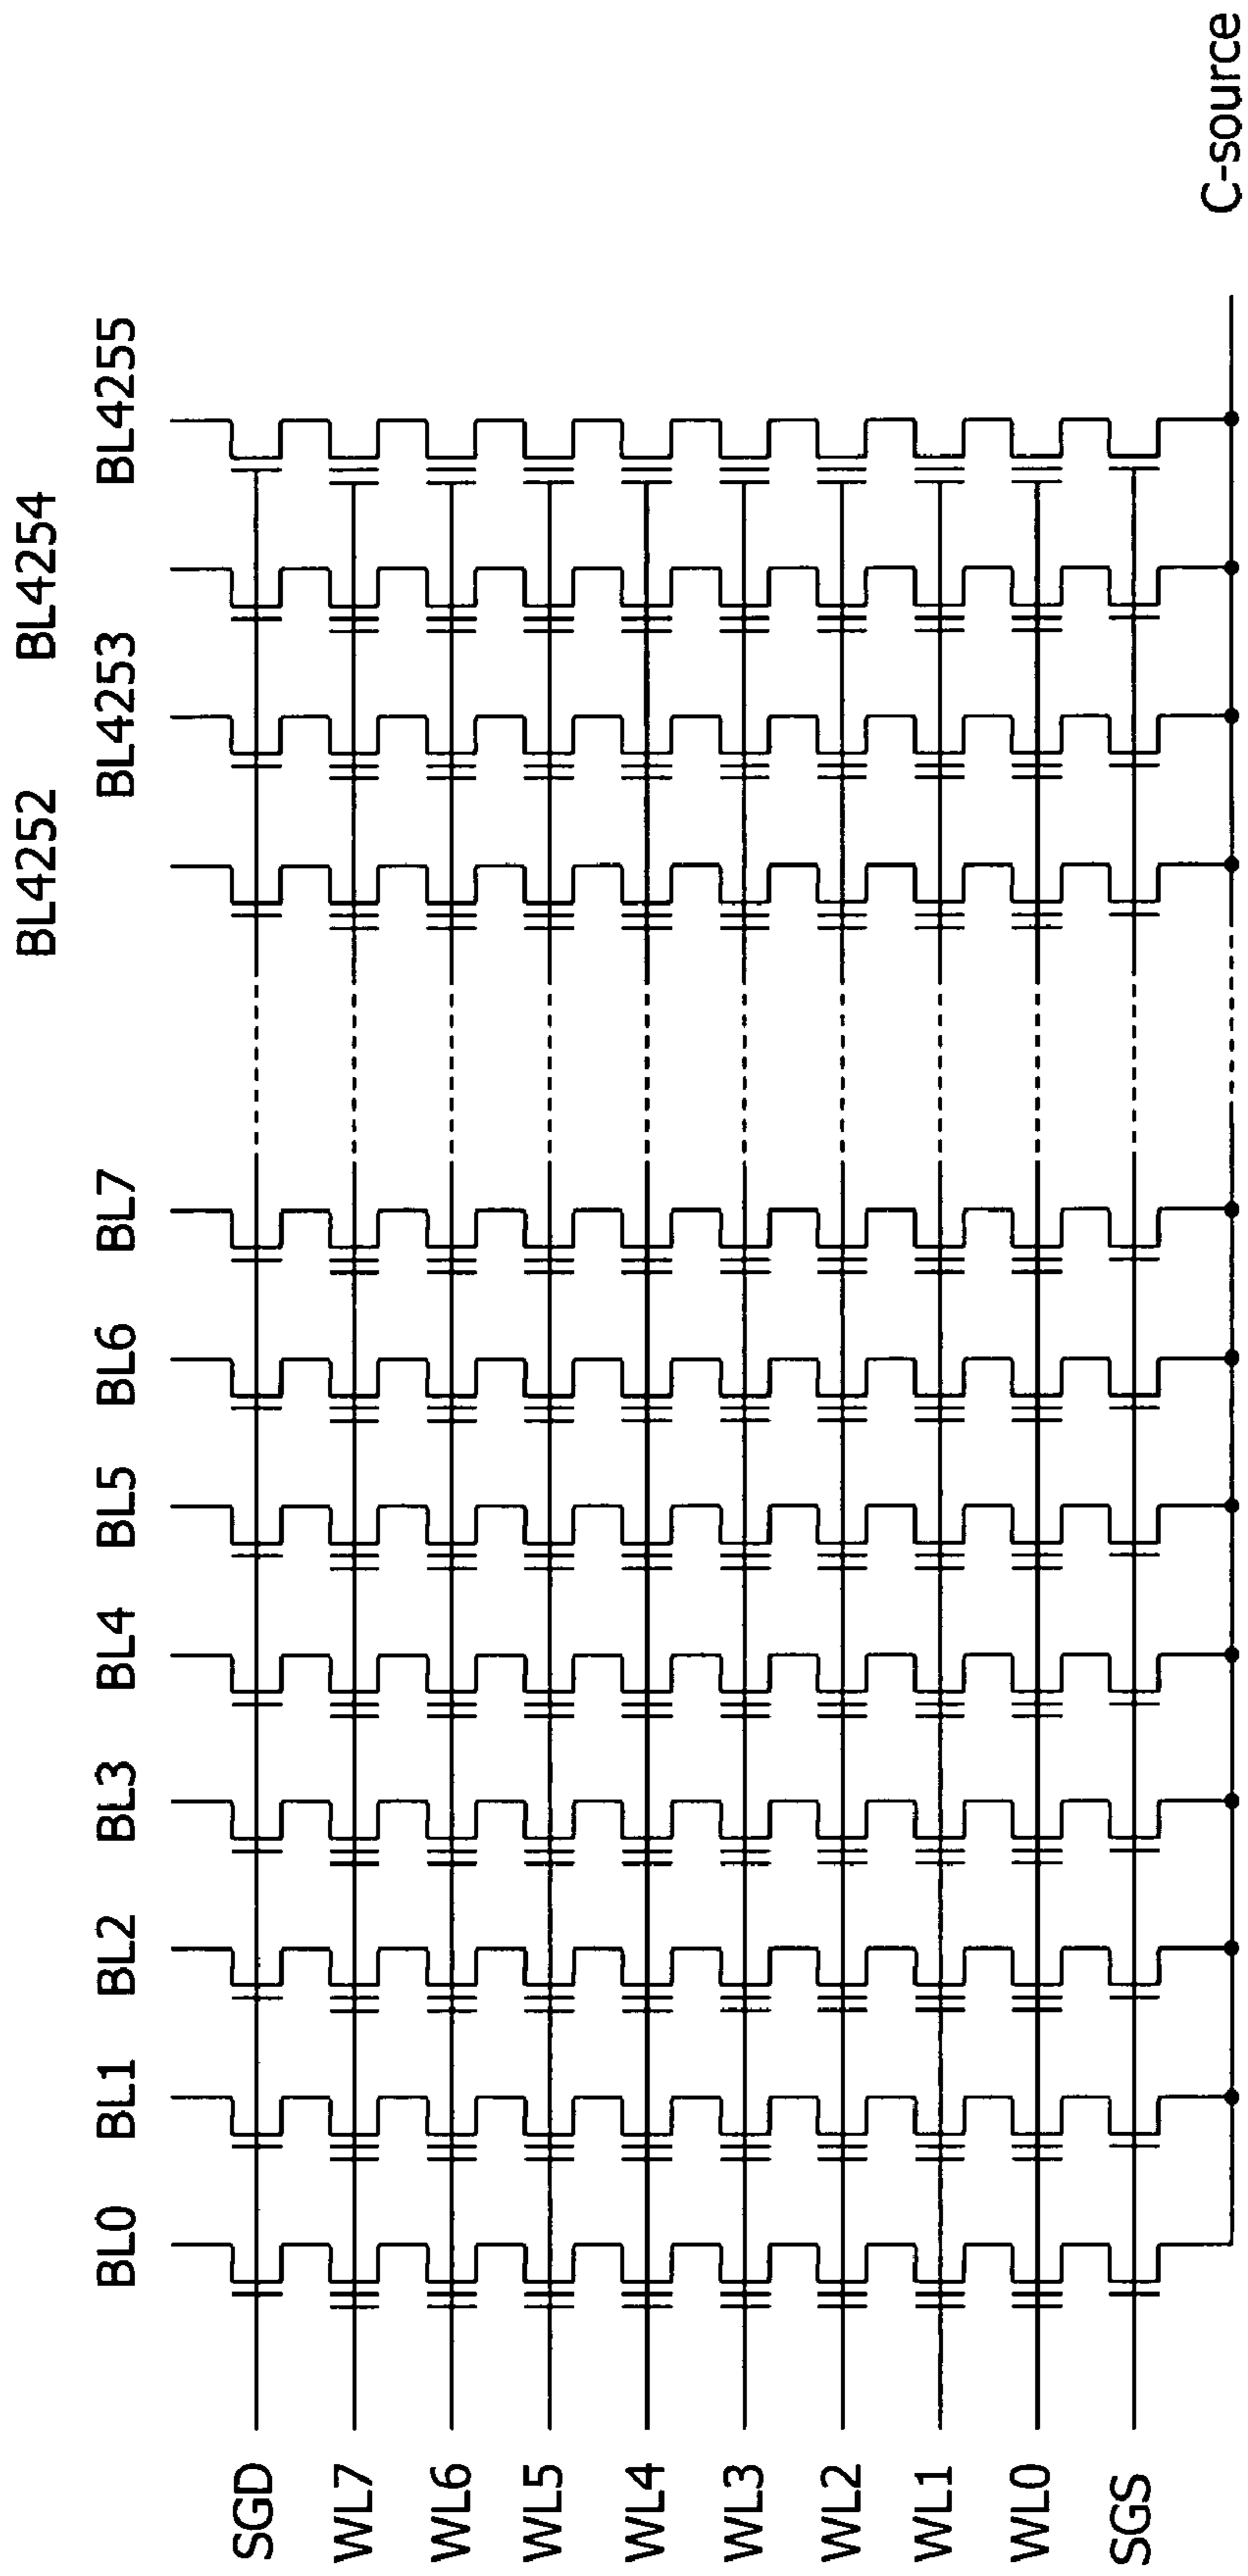 BL4252 BL4254
BL0 BL1 BL2 BL3 BL4 BL5 BL6 BL7 BL4253 BL4255
SGD
WL7
WL6
WL5
WL4
WL3
WL2
WL1
WL0
SGS
C-source